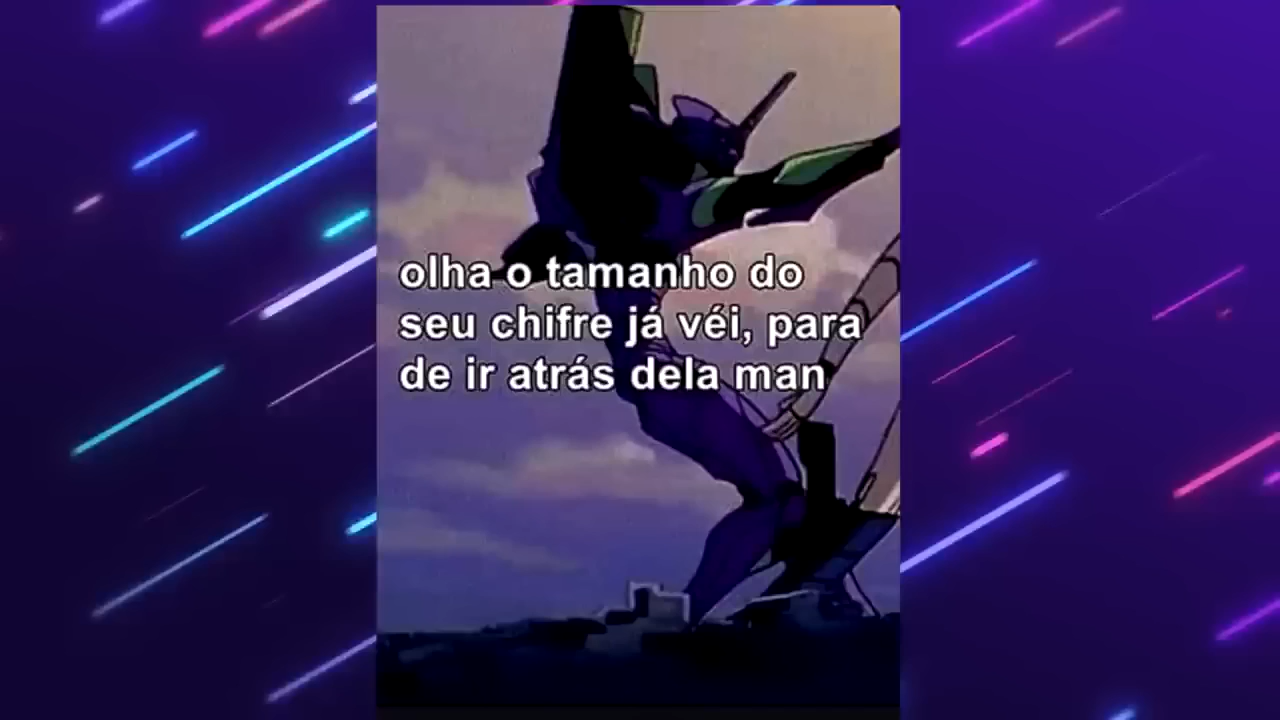 olha o tamanho do
seu chifre já véi, para
de ir atrás dela man